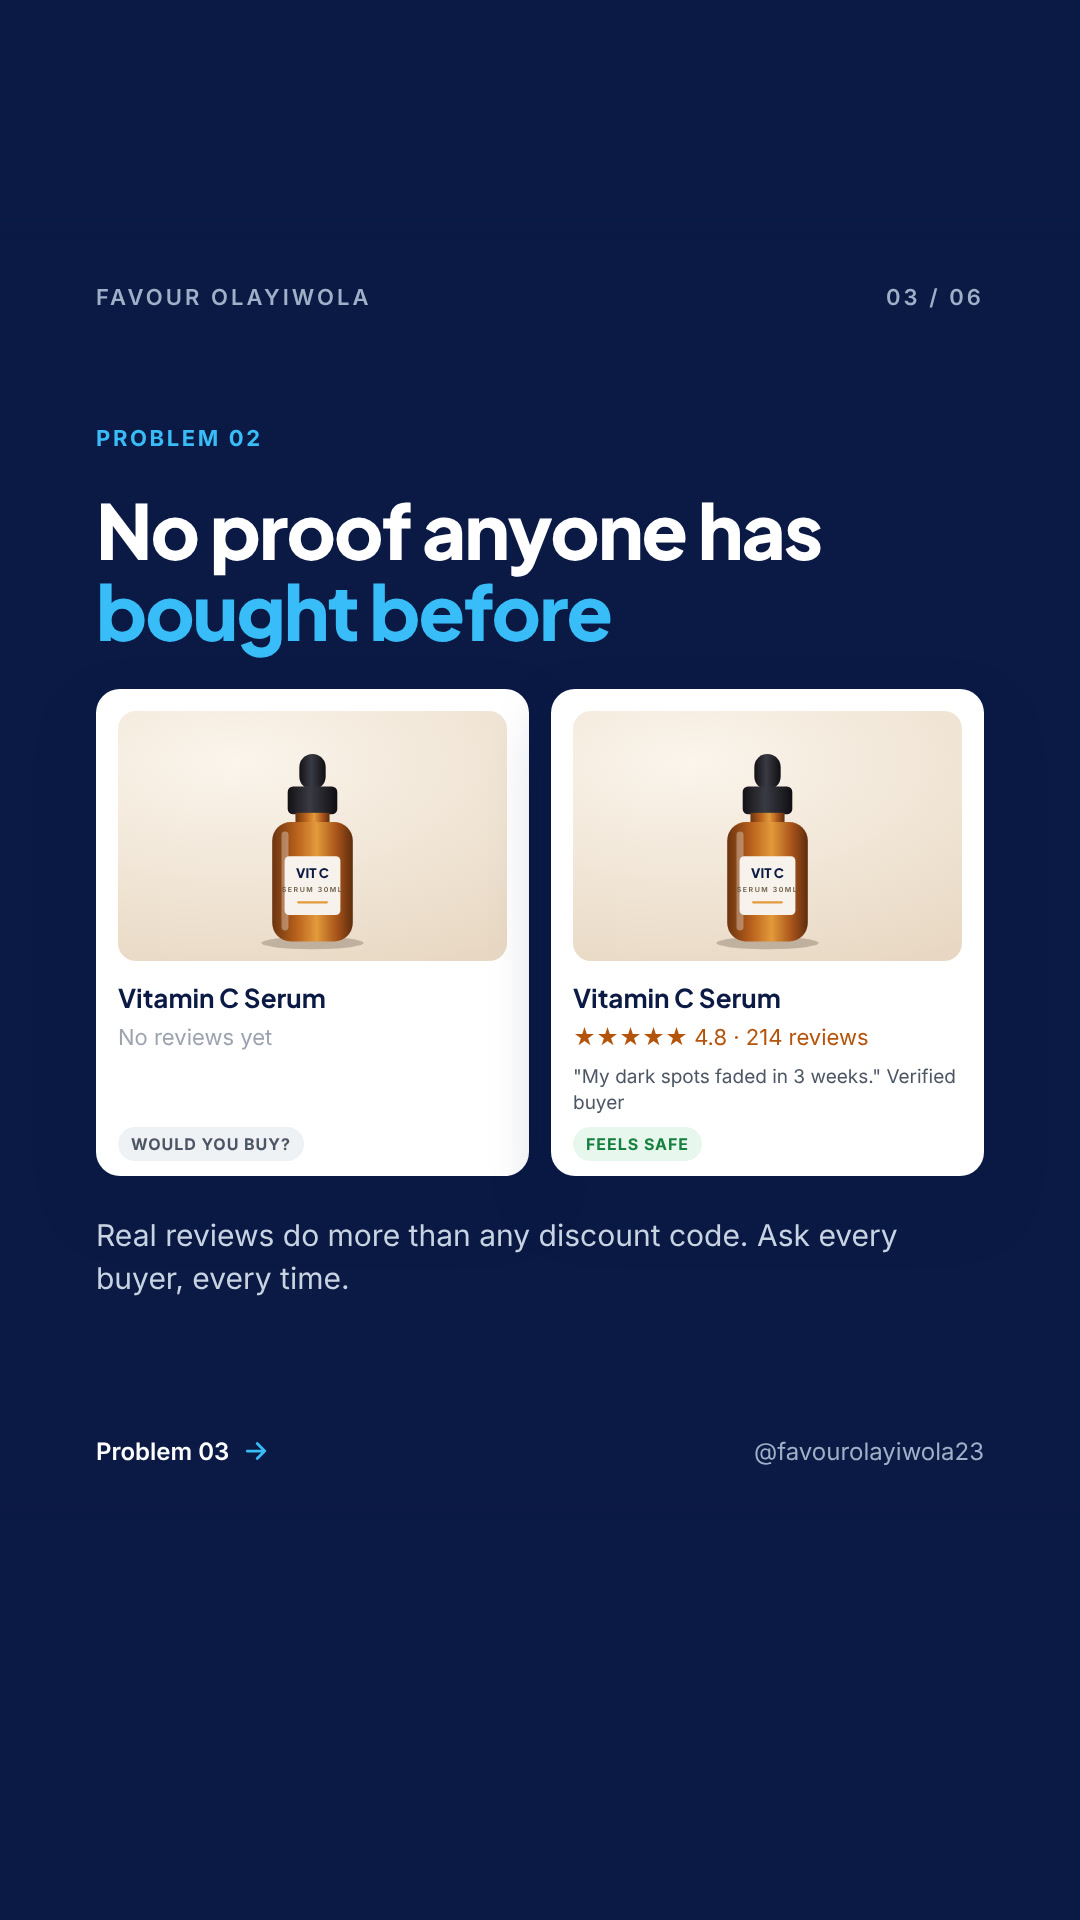 FAVOUR OLAYIWOLA
03 / 06
PROBLEM 02
No proof anyone has
bought before
VIT C
SERUM 30ML
Vitamin C Serum
No reviews yet
WOULD YOU BUY?
VIT C
SERUM 30ML
Vitamin C Serum
★★★★★ 4.8 · 214 reviews
"My dark spots faded in 3 weeks." Verified
buyer
FEELS SAFE
Real reviews do more than any discount code. Ask every
buyer, every time.
Problem 03 →
@favourolayiwola23